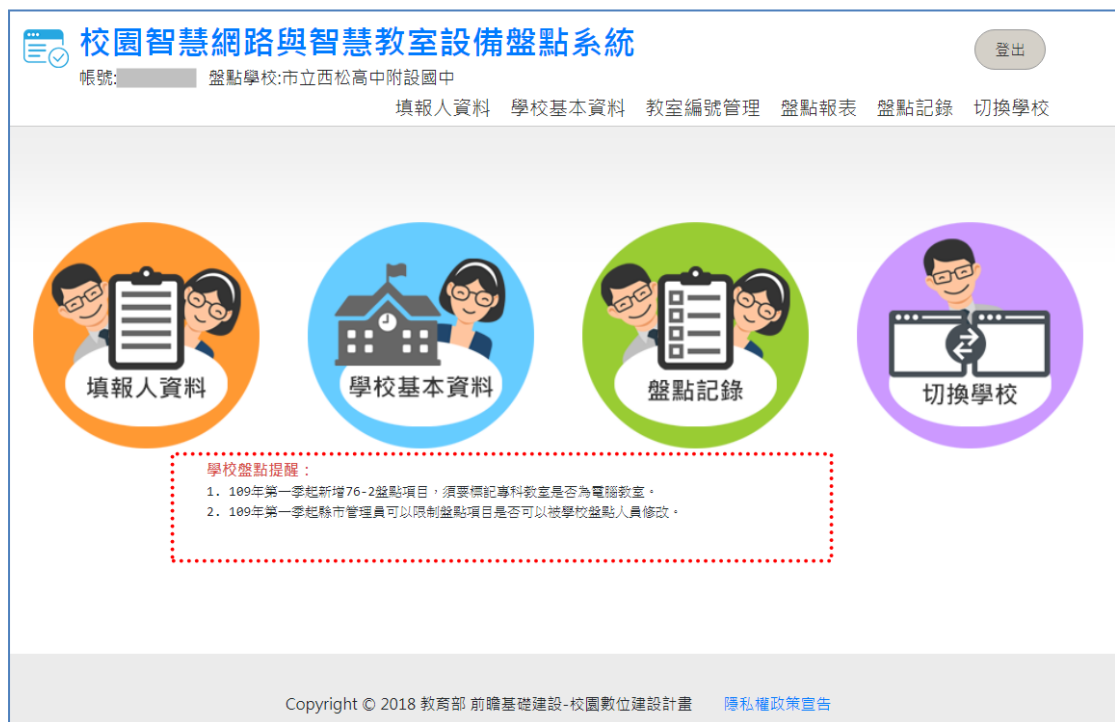 校園智慧網路與智慧教室設備盤點系統
登出
帳號: 盤點學校:市立西松高中附設國中
填報人資料 學校基本資料 教室編號管理 盤點報表 盤點記錄 切換學校
填報人資料
學校基本資料
盤點記錄
切換學校
學校盤點提醒：
1. 109年第一季起新增76-2盤點項目，須要標記專科教室是否為電腦教室。
2. 109年第一季起縣市管理員可以限制盤點項目是否可以被學校盤點人員修改。
Copyright © 2018 教育部 前瞻基礎建設-校園數位建設計畫 隱私權政策宣告